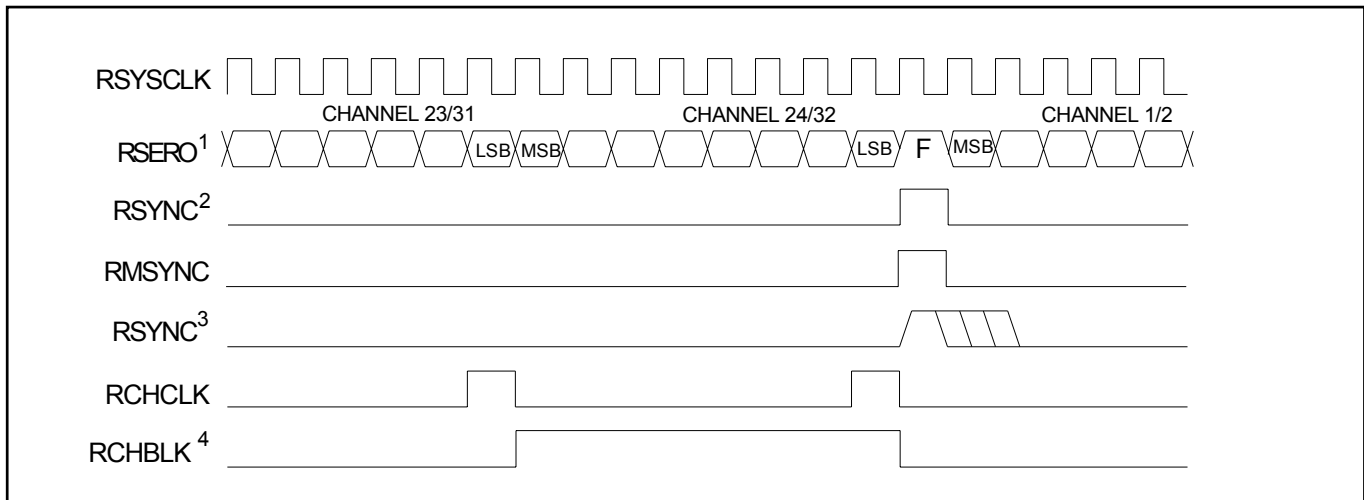 RSYSCLK
CHANNEL 23/31 CHANNEL 24/32 CHANNEL 1/2
RSERO1 LSB MSB LSB F MSB
RSYNC2
RMSYNC
RSYNC3
RCHCLK
RCHBLK 4